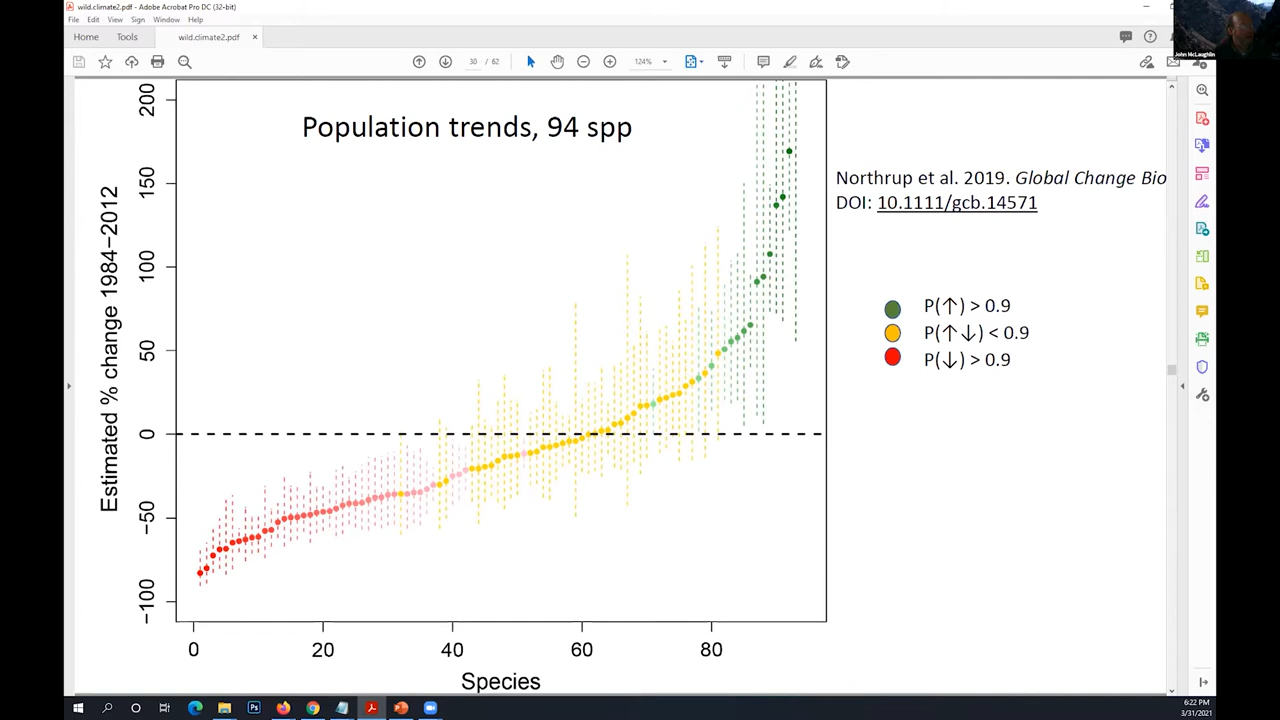 wild.climate2.pdf - Adobe Acrobat Pro DC (32-bit)
File Edit View Sign Window Help
Home Tools wild.climate2.pdf ×
30 / 62 124%
John McLaughlin
Population trends, 94 spp
Estimated % change 1984−2012
200
150
100
50
0
−50
−100
0 20 40 60 80
Species
Northrup et al. 2019. Global Change Bio
DOI: 10.1111/gcb.14571
P(↑) > 0.9
P(↑↓) < 0.9
P(↓) > 0.9
6:22 PM
3/31/2021